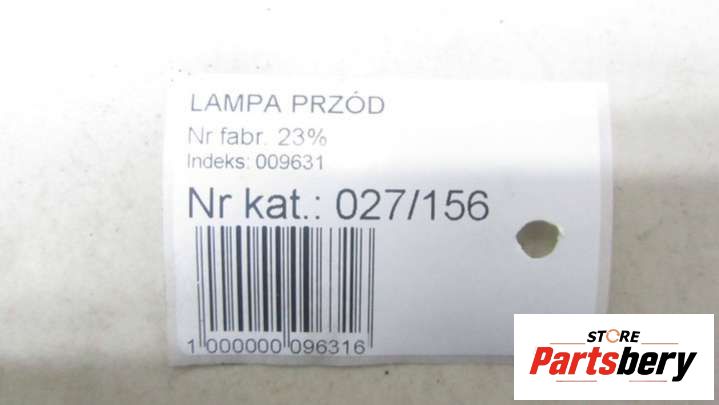 LAMPA PRZÓD
Nr fabr. 23%
Indeks: 009631
Nr kat.: 027/156
1 000000 096316
STORE
Partsbery